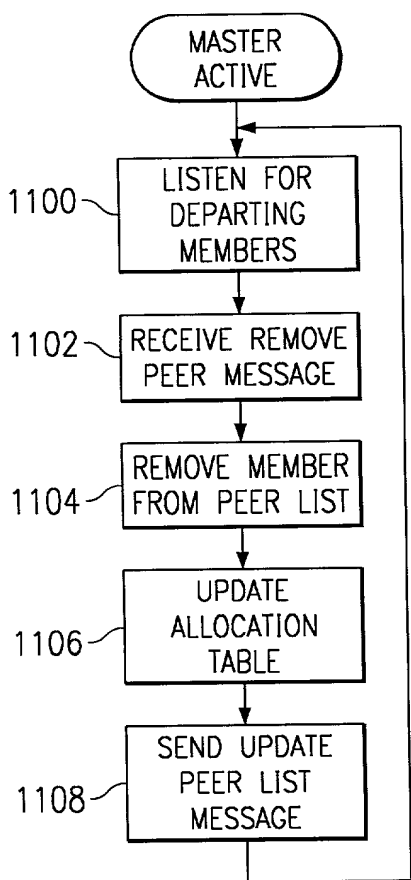 MASTER
ACTIVE
1100
LISTEN FOR
DEPARTING
MEMBERS
1102
RECEIVE REMOVE
PEER MESSAGE
1104
REMOVE MEMBER
FROM PEER LIST
1106
UPDATE
ALLOCATION
TABLE
1108
SEND UPDATE
PEER LIST
MESSAGE